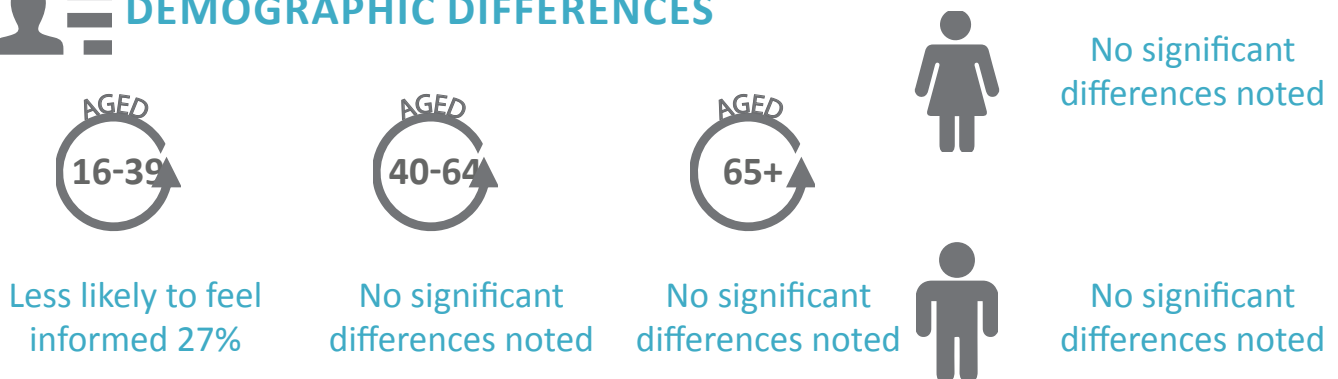 DEMOGRAPHIC DIFFERENCES
No significant
differences noted
AGED
16-39
AGED
40-64
AGED
65+
Less likely to feel
informed 27%
No significant
differences noted
No significant
differences noted
No significant
differences noted